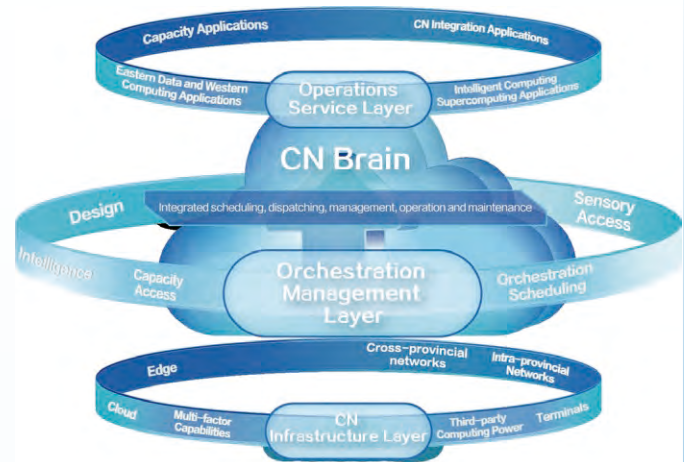 Capacity Applications
CN Integration Applications
Eastern Data and Western
Computing Applications
Operations
Service Layer
Intelligent Computing
Supercomputing Applications
CN Brain
Integrated scheduling, dispatching, management, operation and maintenance
Design
Sensory
Access
Intelligence
Capacity
Access
Orchestration
Management
Layer
Orchestration
Scheduling
Edge
Cross-provincial
networks
Intra-provincial
Networks
Cloud
Multi-factor
Capabilities
CN
Infrastructure Layer
Third-party
Computing Power
Terminals